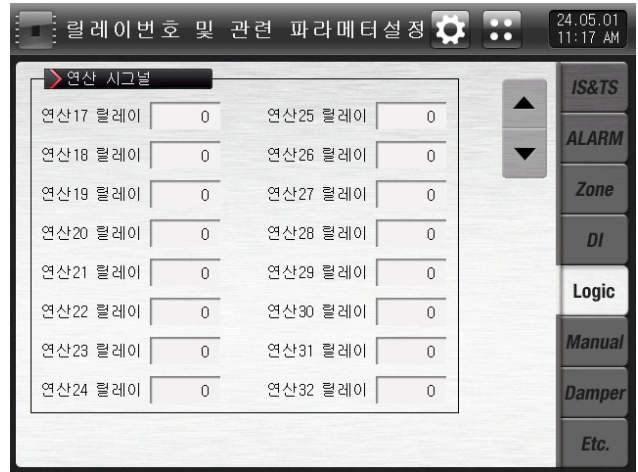 릴레이번호 및 관련 파라메터설정
24.05.01
11:17 AM
연산 시그널
연산17 릴레이 0 연산25 릴레이 0
연산18 릴레이 0 연산26 릴레이 0
연산19 릴레이 0 연산27 릴레이 0
연산20 릴레이 0 연산28 릴레이 0
연산21 릴레이 0 연산29 릴레이 0
연산22 릴레이 0 연산30 릴레이 0
연산23 릴레이 0 연산31 릴레이 0
연산24 릴레이 0 연산32 릴레이 0
IS&TS
ALARM
Zone
DI
Logic
Manual
Damper
Etc.